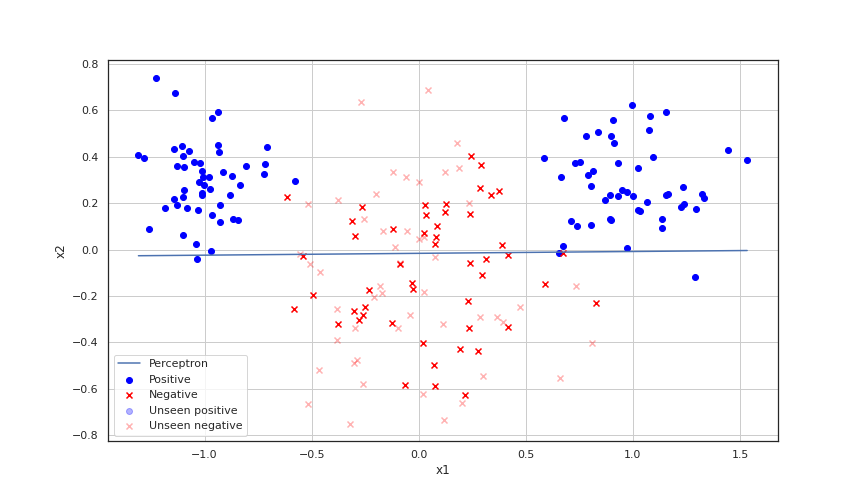 0.8
0.6
0.4
0.2
0.0
−0.2
−0.4
−0.6
−0.8
x2
Perceptron
Positive
Negative
Unseen positive
Unseen negative
−1.0
−0.5
0.0
0.5
1.0
1.5
x1